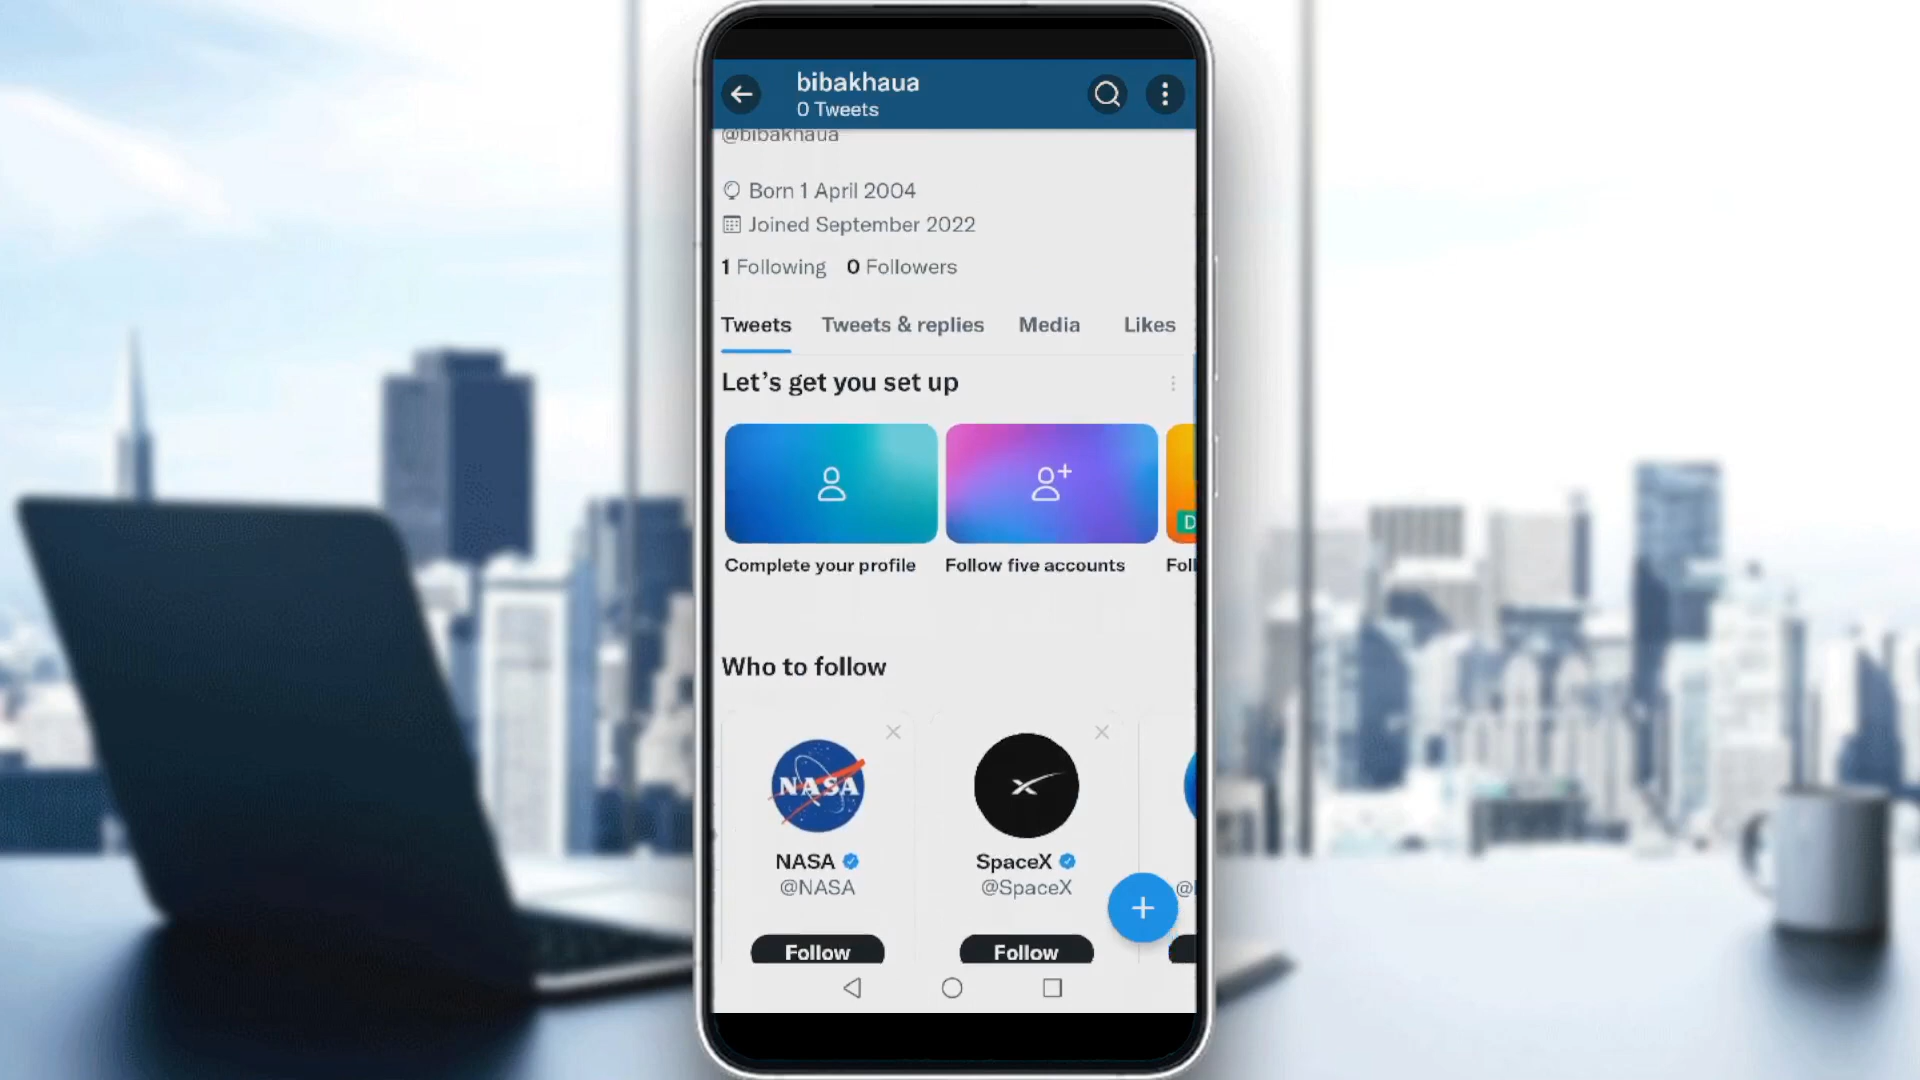 bibakhaua
0 Tweets
@bibakhaua
Born 1 April 2004
Joined September 2022
1 Following 0 Followers
Tweets Tweets & replies Media Likes
Let's get you set up
D
Complete your profile Follow five accounts Foll
Who to follow
NASA
NASA SpaceX
@NASA @SpaceX @
Follow Follow